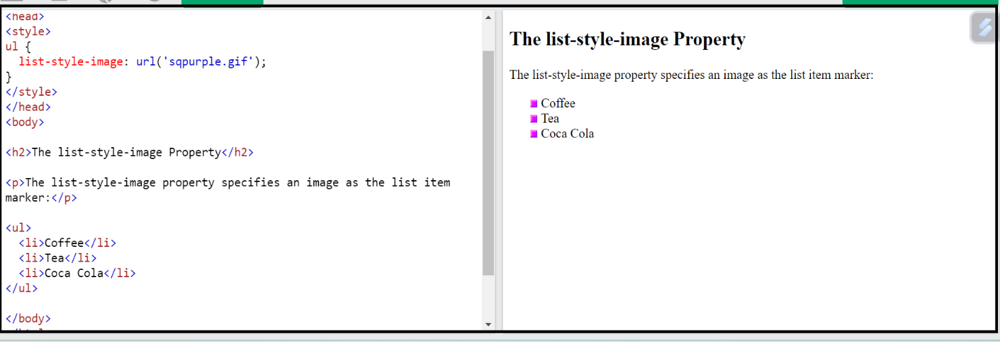 <head>
<style>
ul {
  list-style-image: url('sqpurple.gif');
}
</style>
</head>
<body>
<h2>The list-style-image Property</h2>
<p>The list-style-image property specifies an image as the list item
marker:</p>
<ul>
  <li>Coffee</li>
  <li>Tea</li>
  <li>Coca Cola</li>
</ul>
</body>
The list-style-image Property
The list-style-image property specifies an image as the list item marker:
Coffee
Tea
Coca Cola